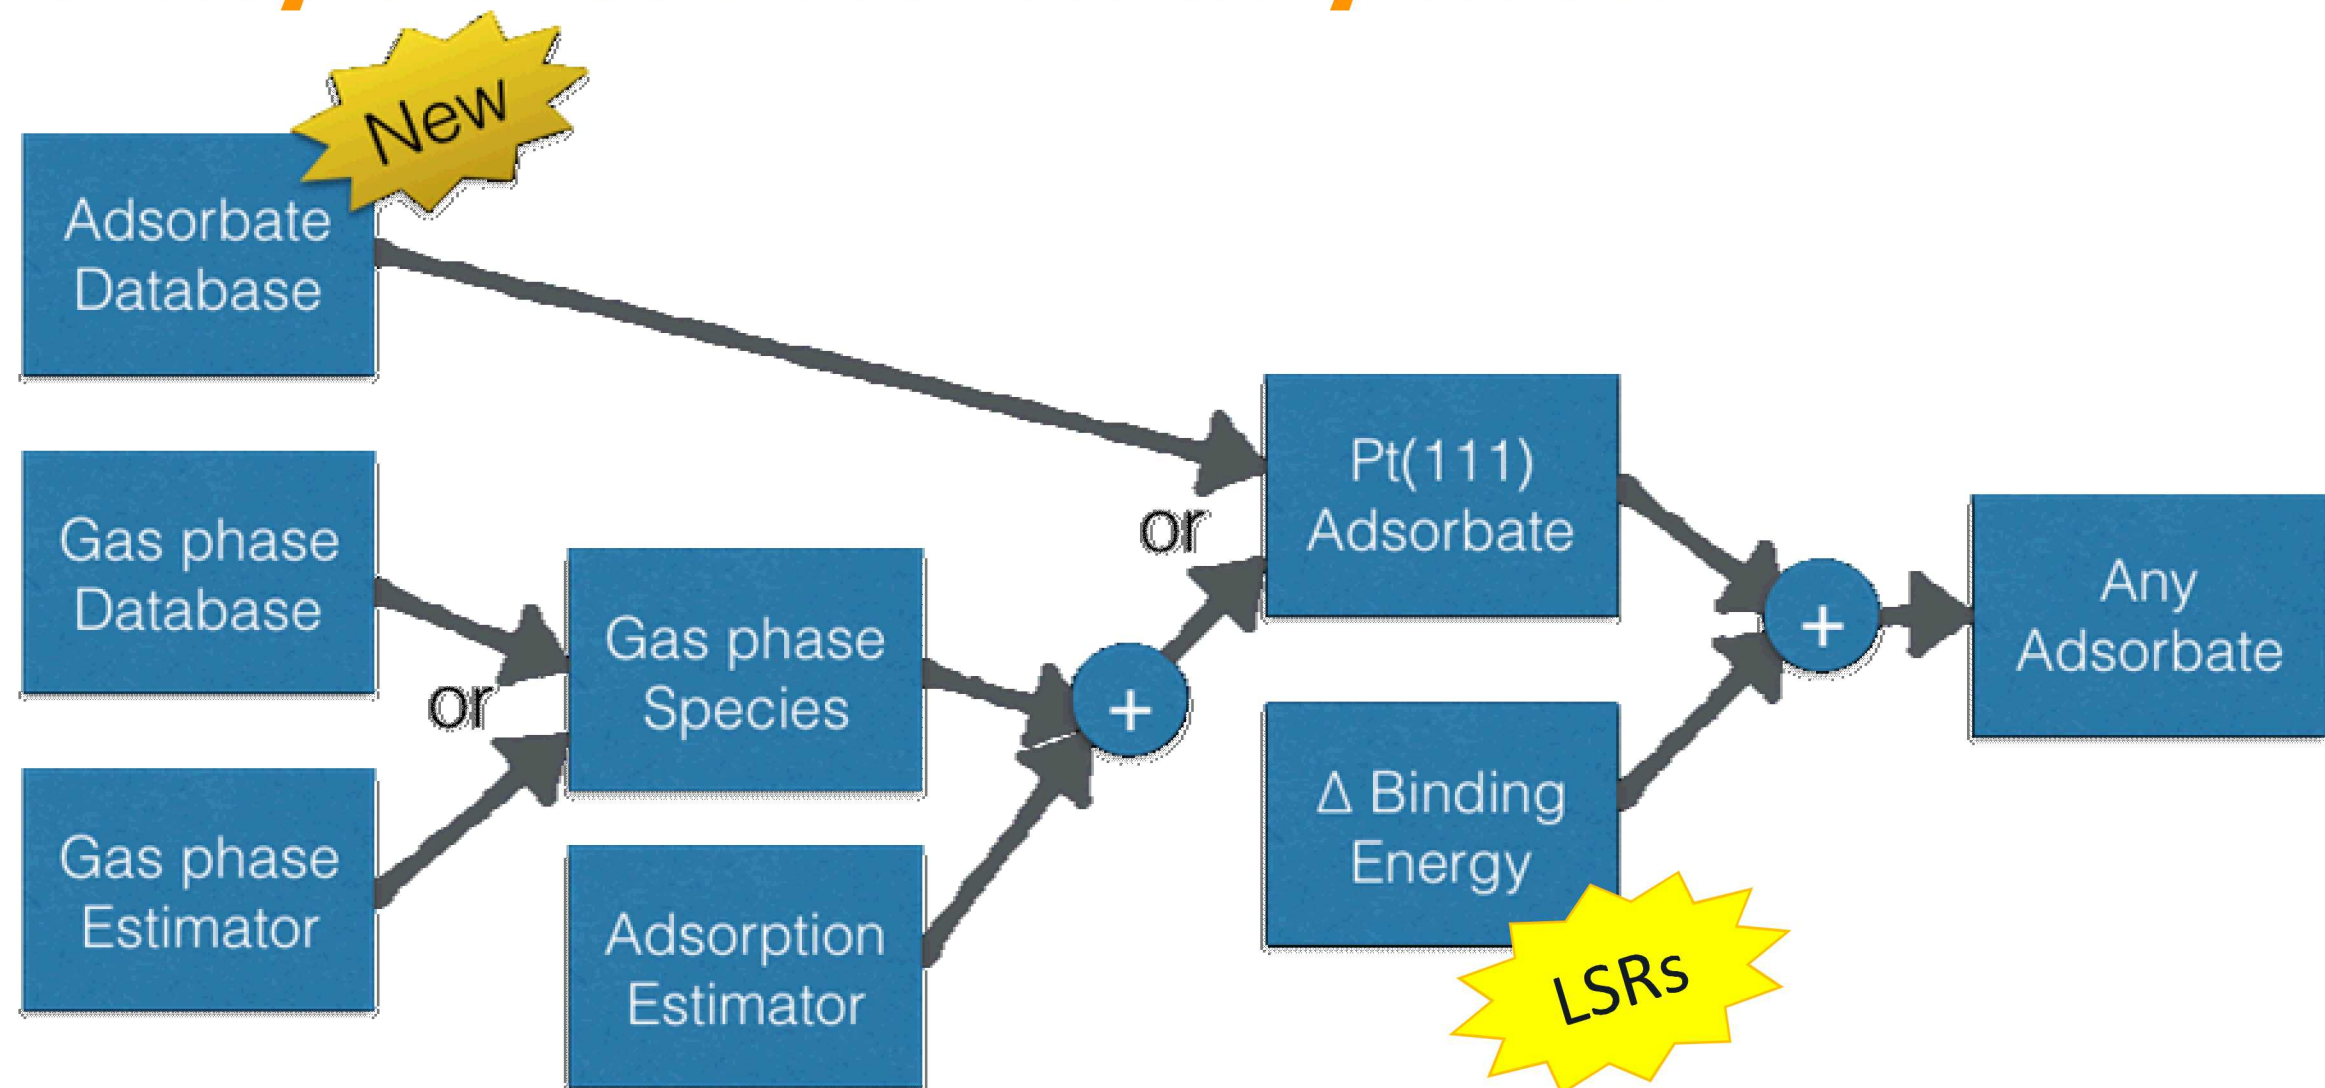 New
Adsorbate
Database
Gas phase
Database
or
Gas phase
Estimator
Gas phase
Species
Adsorption
Estimator
+
or
Pt(111)
Adsorbate
Δ Binding
Energy
LSRs
+
Any
Adsorbate